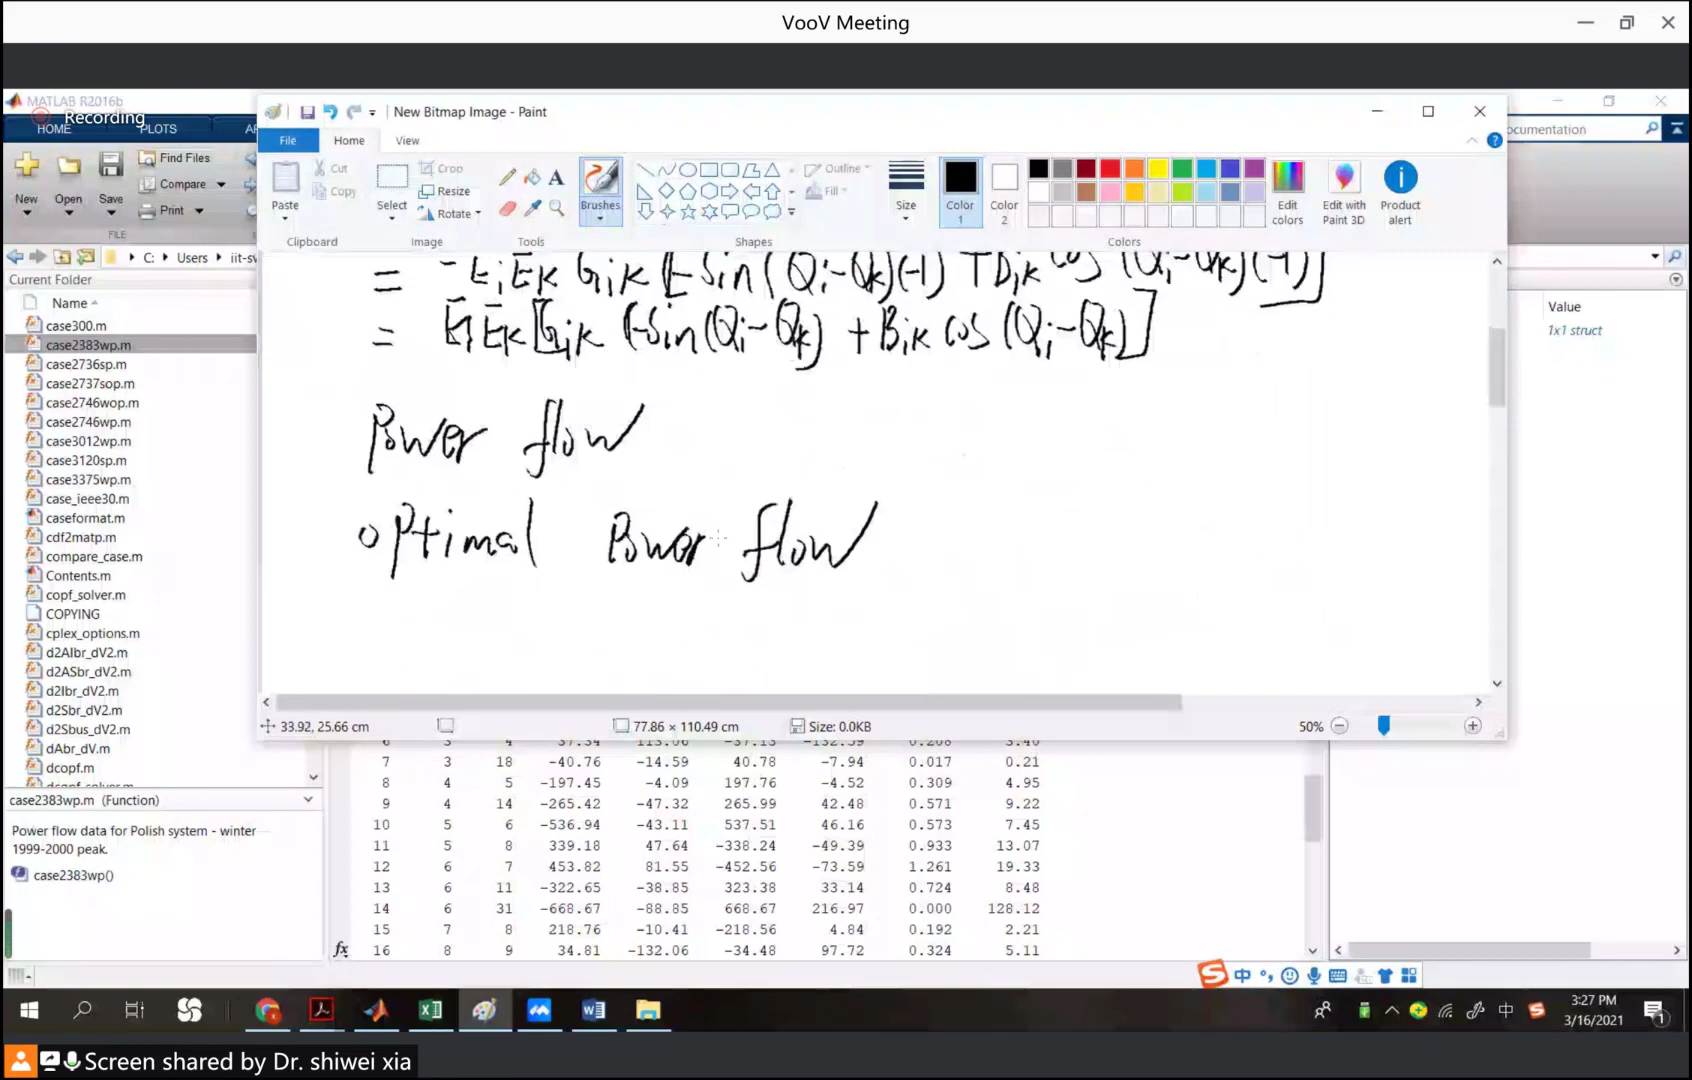 VooV Meeting
MATLAB R2016b
Recording
HOME PLOTS
New Open Save
Find Files
Compare
Print
FILE
C: Users
Current Folder
Name
case300.m
case2383wp.m
case2736sp.m
case2737sop.m
case2746wop.m
case2746wp.m
case3012wp.m
case3120sp.m
case3375wp.m
case_ieee30.m
caseformat.m
cdf2matp.m
compare_case.m
Contents.m
copf_solver.m
COPYING
cplex_options.m
d2AIbr_dV2.m
d2ASbr_dV2.m
d2Ibr_dV2.m
d2Sbr_dV2.m
d2Sbus_dV2.m
dAbr_dV.m
dcopf.m
case2383wp.m (Function)
Power flow data for Polish system - winter
1999-2000 peak.
case2383wp()
New Bitmap Image - Paint
File Home View
Paste
Cut
Copy
Clipboard
Select
Crop
Resize
Rotate
Image
Tools
Brushes
Outline
Fill
Shapes
Size
Color 1
Color 2
Edit colors
Edit with Paint 3D
Product alert
Colors
= E̅i E̅k [Gik (-Sin(Qi-Qk) + Bik Cos (Qi-Qk)]
Power flow
optimal Power flow
33.92, 25.66 cm 77.86 × 110.49 cm Size: 0.0KB 50%
Value
1x1 struct
7 3 18 -40.76 -14.59 40.78 -7.94 0.017 0.21
8 4 5 -197.45 -4.09 197.76 -4.52 0.309 4.95
9 4 14 -265.42 -47.32 265.99 42.48 0.571 9.22
10 5 6 -536.94 -43.11 537.51 46.16 0.573 7.45
11 5 8 339.18 47.64 -338.24 -49.39 0.933 13.07
12 6 7 453.82 81.55 -452.56 -73.59 1.261 19.33
13 6 11 -322.65 -38.85 323.38 33.14 0.724 8.48
14 6 31 -668.67 -88.85 668.67 216.97 0.000 128.12
15 7 8 218.76 -10.41 -218.56 4.84 0.192 2.21
fx 16 8 9 34.81 -132.06 -34.48 97.72 0.324 5.11
中
中
3:27 PM
3/16/2021
Screen shared by Dr. shiwei xia